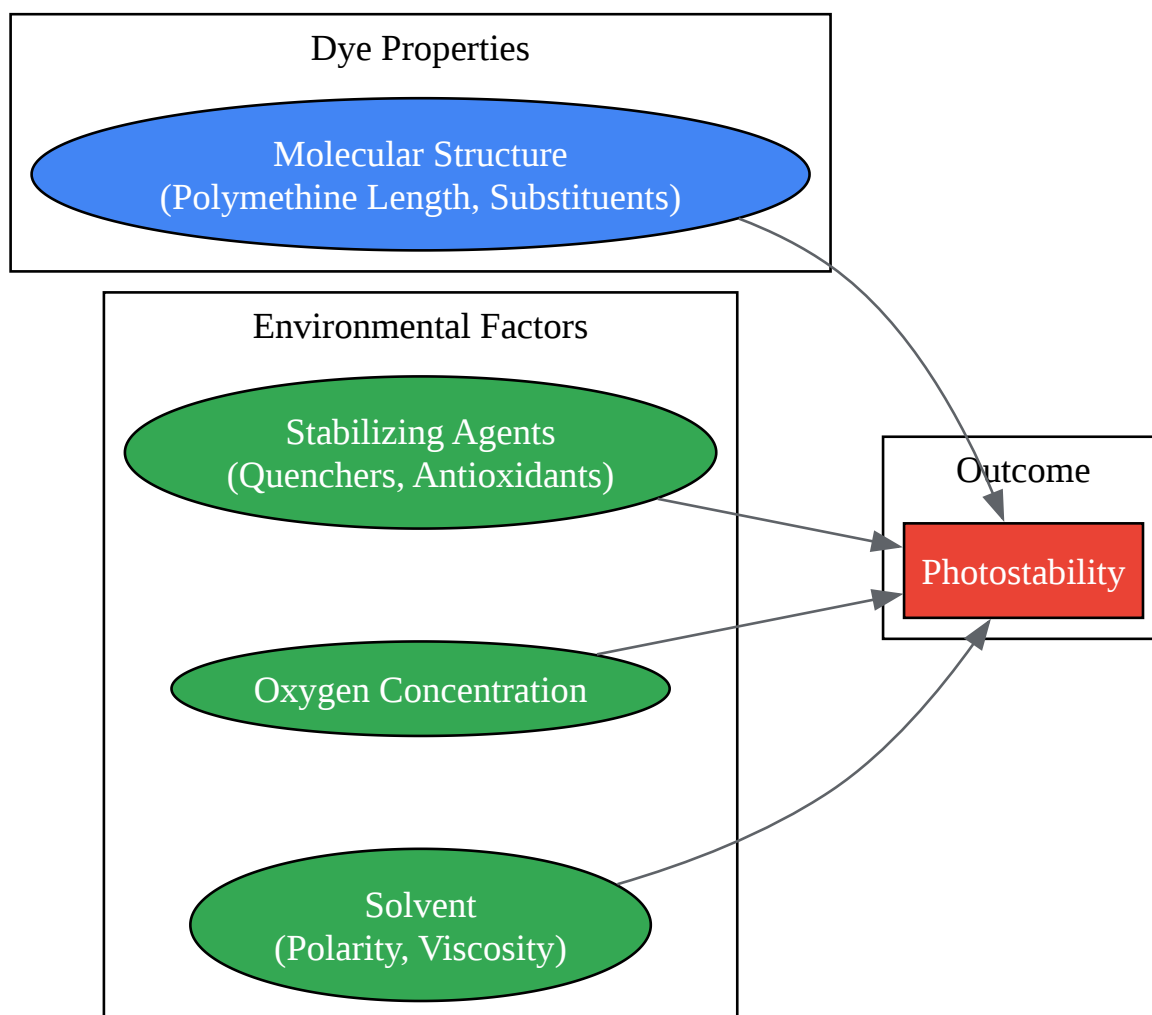 Dye Properties
Molecular Structure
(Polymethine Length, Substituents)
Environmental Factors
Stabilizing Agents
(Quenchers, Antioxidants)
Oxygen Concentration
Solvent
(Polarity, Viscosity)
Outcome
Photostability